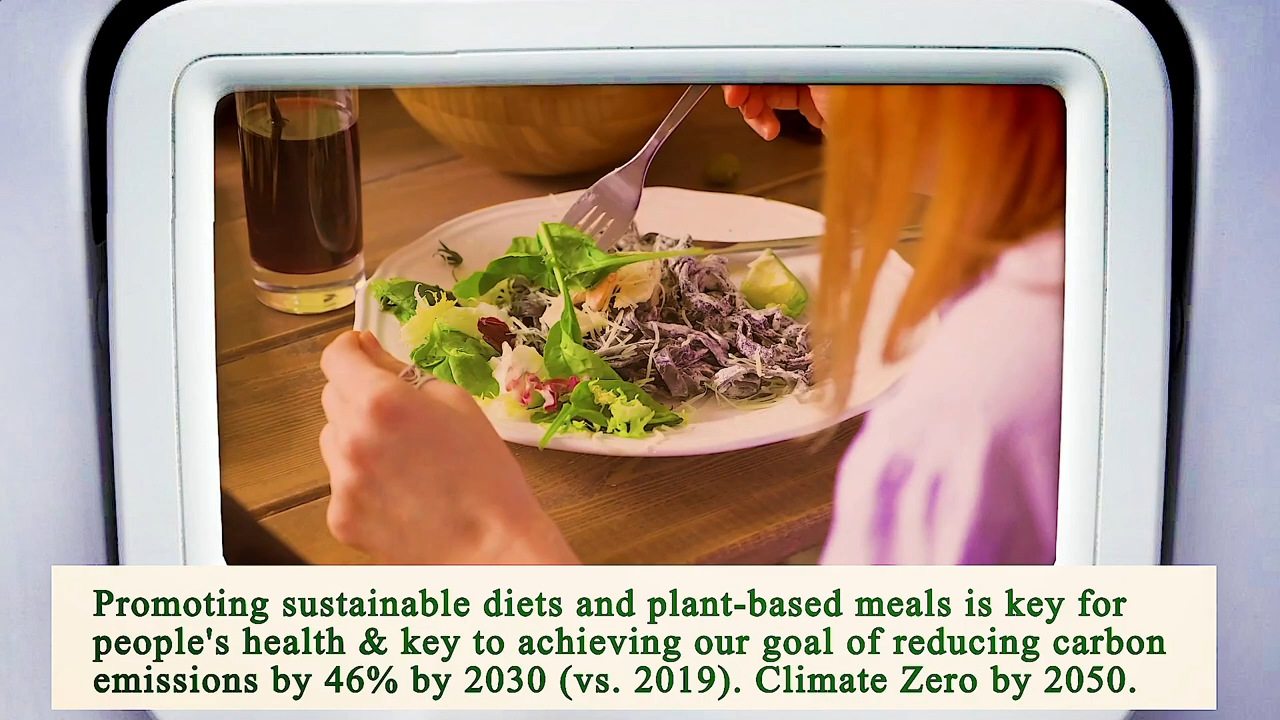 Promoting sustainable diets and plant-based meals is key for
people's health & key to achieving our goal of reducing carbon
emissions by 46% by 2030 (vs. 2019). Climate Zero by 2050.